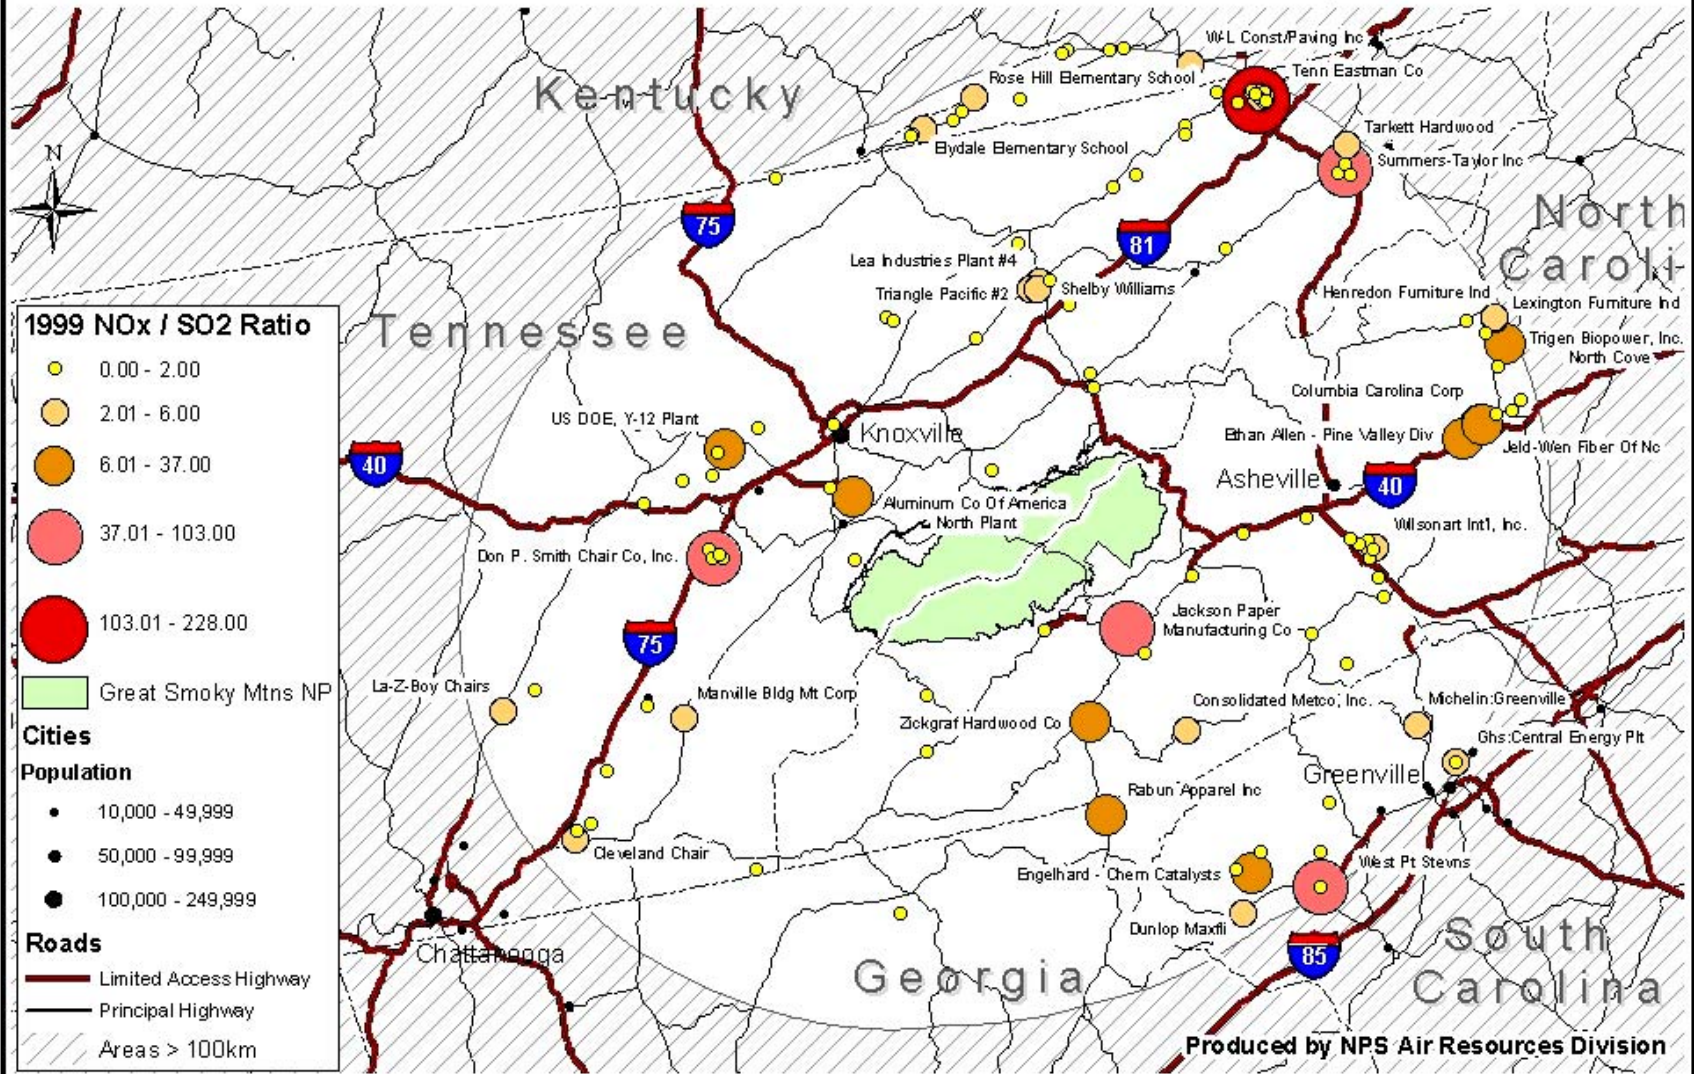 W-L Const/Paving Inc
Kentucky
Rose Hill Elementary School
Tenn Eastman Co
Elydale Elementary School
Tarkett Hardwood
Summers-Taylor Inc
N
75
81
North
Caroli
Lea Industries Plant #4
Triangle Pacific #2
Shelby Williams
Henredon Furniture Ind
Lexington Furniture Ind
Trigen Biopower, Inc.
North Cove
Tennessee
Columbia Carolina Corp
US DOE, Y-12 Plant
Knoxville
Ethan Allen - Pine Valley Div
Jeld-Wen Fiber Of Nc
40
Asheville
40
Aluminum Co Of America
North Plant
Wilsonart Int'l, Inc.
Don P. Smith Chair Co, Inc.
Jackson Paper
Manufacturing Co
75
La-Z-Boy Chairs
Manville Bldg Mt Corp
Zickgraf Hardwood Co
Consolidated Metco, Inc.
Michelin:Greenville
Ghs:Central Energy Plt
Greenville
Rabun Apparel Inc
Cleveland Chair
Engelhard - Chem Catalysts
West Pt Stevns
Dunlop Maxfli
85
Chattanooga
Georgia
South
Carolina
1999 NOx / SO2 Ratio
0.00 - 2.00
2.01 - 6.00
6.01 - 37.00
37.01 - 103.00
103.01 - 228.00
Great Smoky Mtns NP
Cities
Population
10,000 - 49,999
50,000 - 99,999
100,000 - 249,999
Roads
Limited Access Highway
Principal Highway
Areas > 100km
Produced by NPS Air Resources Division